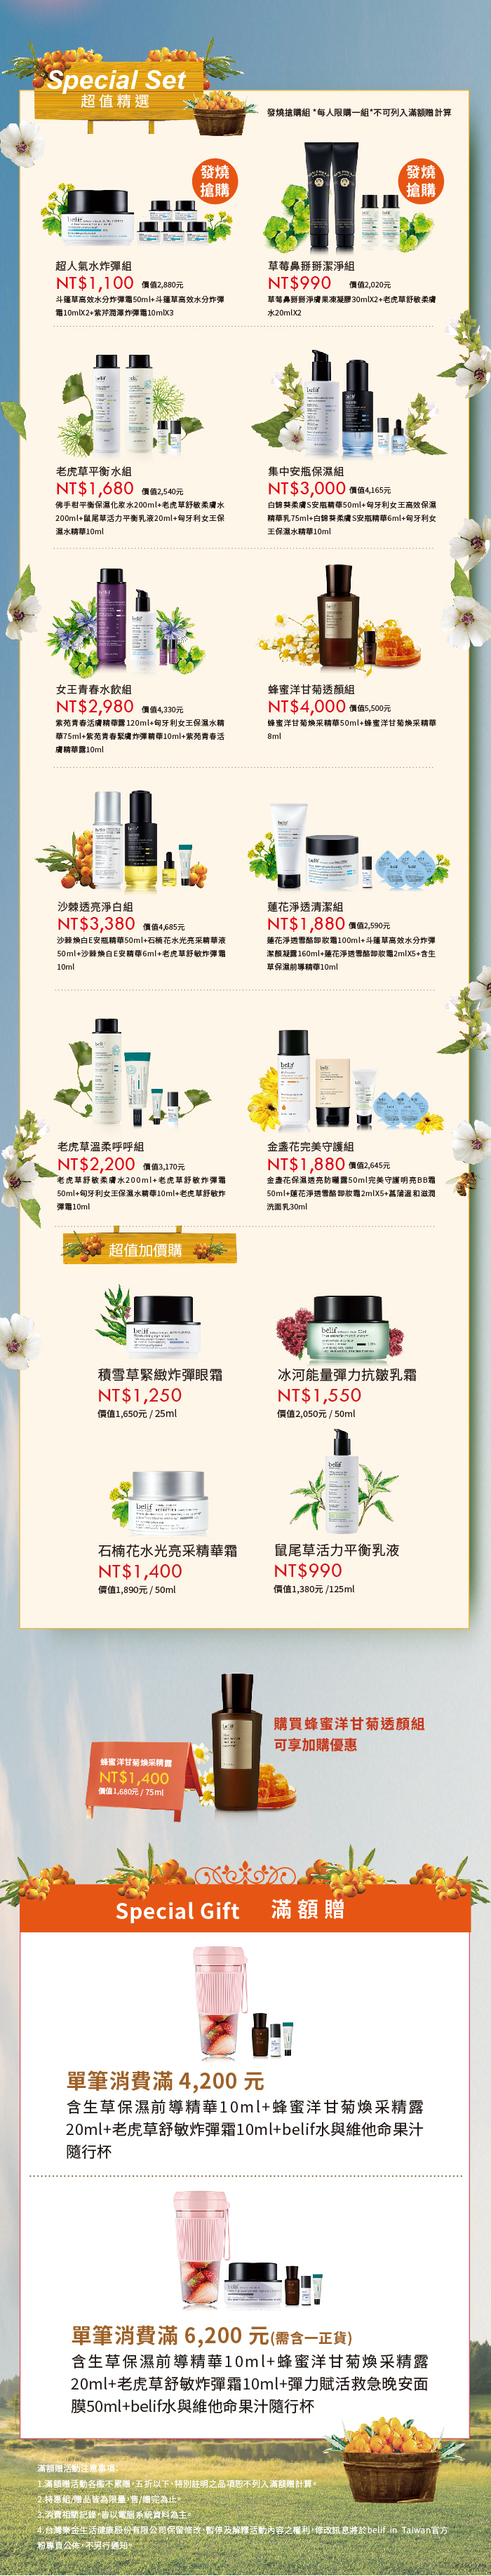 Special Set
超值精選
發燒搶購組 *每人限購一組*不可列入滿額贈計算
發燒
搶購
發燒
搶購
超人氣水炸彈組
NT$1,100 價值2,880元
斗篷草高效水分炸彈霜50ml+斗篷草高效水分炸彈
霜10mlX2+紫芹潤澤炸彈霜10mlX3
草莓鼻掰掰潔淨組
NT$990 價值2,020元
草莓鼻掰掰淨膚果凍凝膠30mlX2+老虎草舒敏柔膚
水20mlX2
老虎草平衡水組
NT$1,680 價值2,540元
佛手柑平衡保濕化妝水200ml+老虎草舒敏柔膚水
200ml+鼠尾草活力平衡乳液20ml+匈牙利女王保
濕水精華10ml
集中安瓶保濕組
NT$3,000 價值4,165元
白錦葵柔膚S安瓶精華50ml+匈牙利女王高效保濕
精華乳75ml+白錦葵柔膚S安瓶精華6ml+匈牙利女
王保濕水精華10ml
女王青春水飲組
NT$2,980 價值4,330元
紫苑青春活膚精華露120ml+匈牙利女王保濕水精
華75ml+紫苑青春緊膚炸彈精華10ml+紫苑青春活
膚精華露10ml
蜂蜜洋甘菊透顏組
NT$4,000 價值5,500元
蜂蜜洋甘菊煥采精華50ml+蜂蜜洋甘菊煥采精華
8ml
沙棘透亮淨白組
NT$3,380 價值4,685元
沙棘煥白E安瓶精華50ml+石楠花水光亮采精華液
50ml+沙棘煥白E安精華6ml+老虎草舒敏炸彈霜
10ml
蓮花淨透清潔組
NT$1,880 價值2,590元
蓮花淨透雪酪卸妝霜100ml+斗篷草高效水分炸彈
潔顏凝露160ml+蓮花淨透雪酪卸妝霜2mlX5+含生
草保濕前導精華10ml
老虎草溫柔呼呼組
NT$2,200 價值3,170元
老虎草舒敏柔膚水200ml+老虎草舒敏炸彈霜
50ml+匈牙利女王保濕水精華10ml+老虎草舒敏炸
彈霜10ml
金盞花完美守護組
NT$1,880 價值2,645元
金盞花保濕透亮防曬露50ml完美守護明亮BB霜
50ml+蓮花淨透雪酪卸妝霜2mlX5+菖蒲溫和滋潤
洗面乳30ml
超值加價購
積雪草緊緻炸彈眼霜
NT$1,250
價值1,650元 / 25ml
冰河能量彈力抗皺乳霜
NT$1,550
價值2,050元 / 50ml
石楠花水光亮采精華霜
NT$1,400
價值1,890元 / 50ml
鼠尾草活力平衡乳液
NT$990
價值1,380元 /125ml
購買蜂蜜洋甘菊透顏組
可享加購優惠
蜂蜜洋甘菊煥采精露
NT$1,400
價值1,680元 / 75ml
Special Gift 滿額贈
單筆消費滿 4,200 元
含生草保濕前導精華10ml+蜂蜜洋甘菊煥采精露
20ml+老虎草舒敏炸彈霜10ml+belif水與維他命果汁
隨行杯
單筆消費滿 6,200 元(需含一正貨)
含生草保濕前導精華10ml+蜂蜜洋甘菊煥采精露
20ml+老虎草舒敏炸彈霜10ml+彈力賦活救急晚安面
膜50ml+belif水與維他命果汁隨行杯
滿額贈活動注意事項:
1.滿額贈活動各檔不累贈,五折以下、特別註明之品項恕不列入滿額贈計算。
2.特惠組/贈品皆為限量,售/贈完為止。
3.消費相關記錄,皆以電腦系統資料為主。
4.台灣樂金生活健康股份有限公司保留修改、暫停及解釋活動內容之權利,修改訊息將於belif in Taiwan官方
粉專頁公佈,不另行通知。